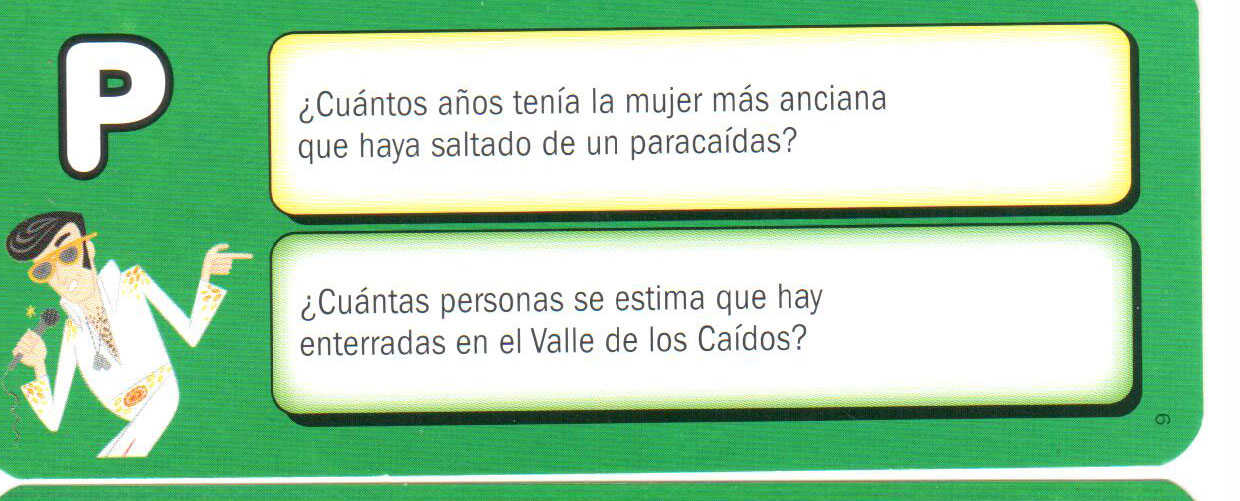 P
¿Cuántos años tenía la mujer más anciana
que haya saltado de un paracaídas?
¿Cuántas personas se estima que hay
enterradas en el Valle de los Caídos?
9